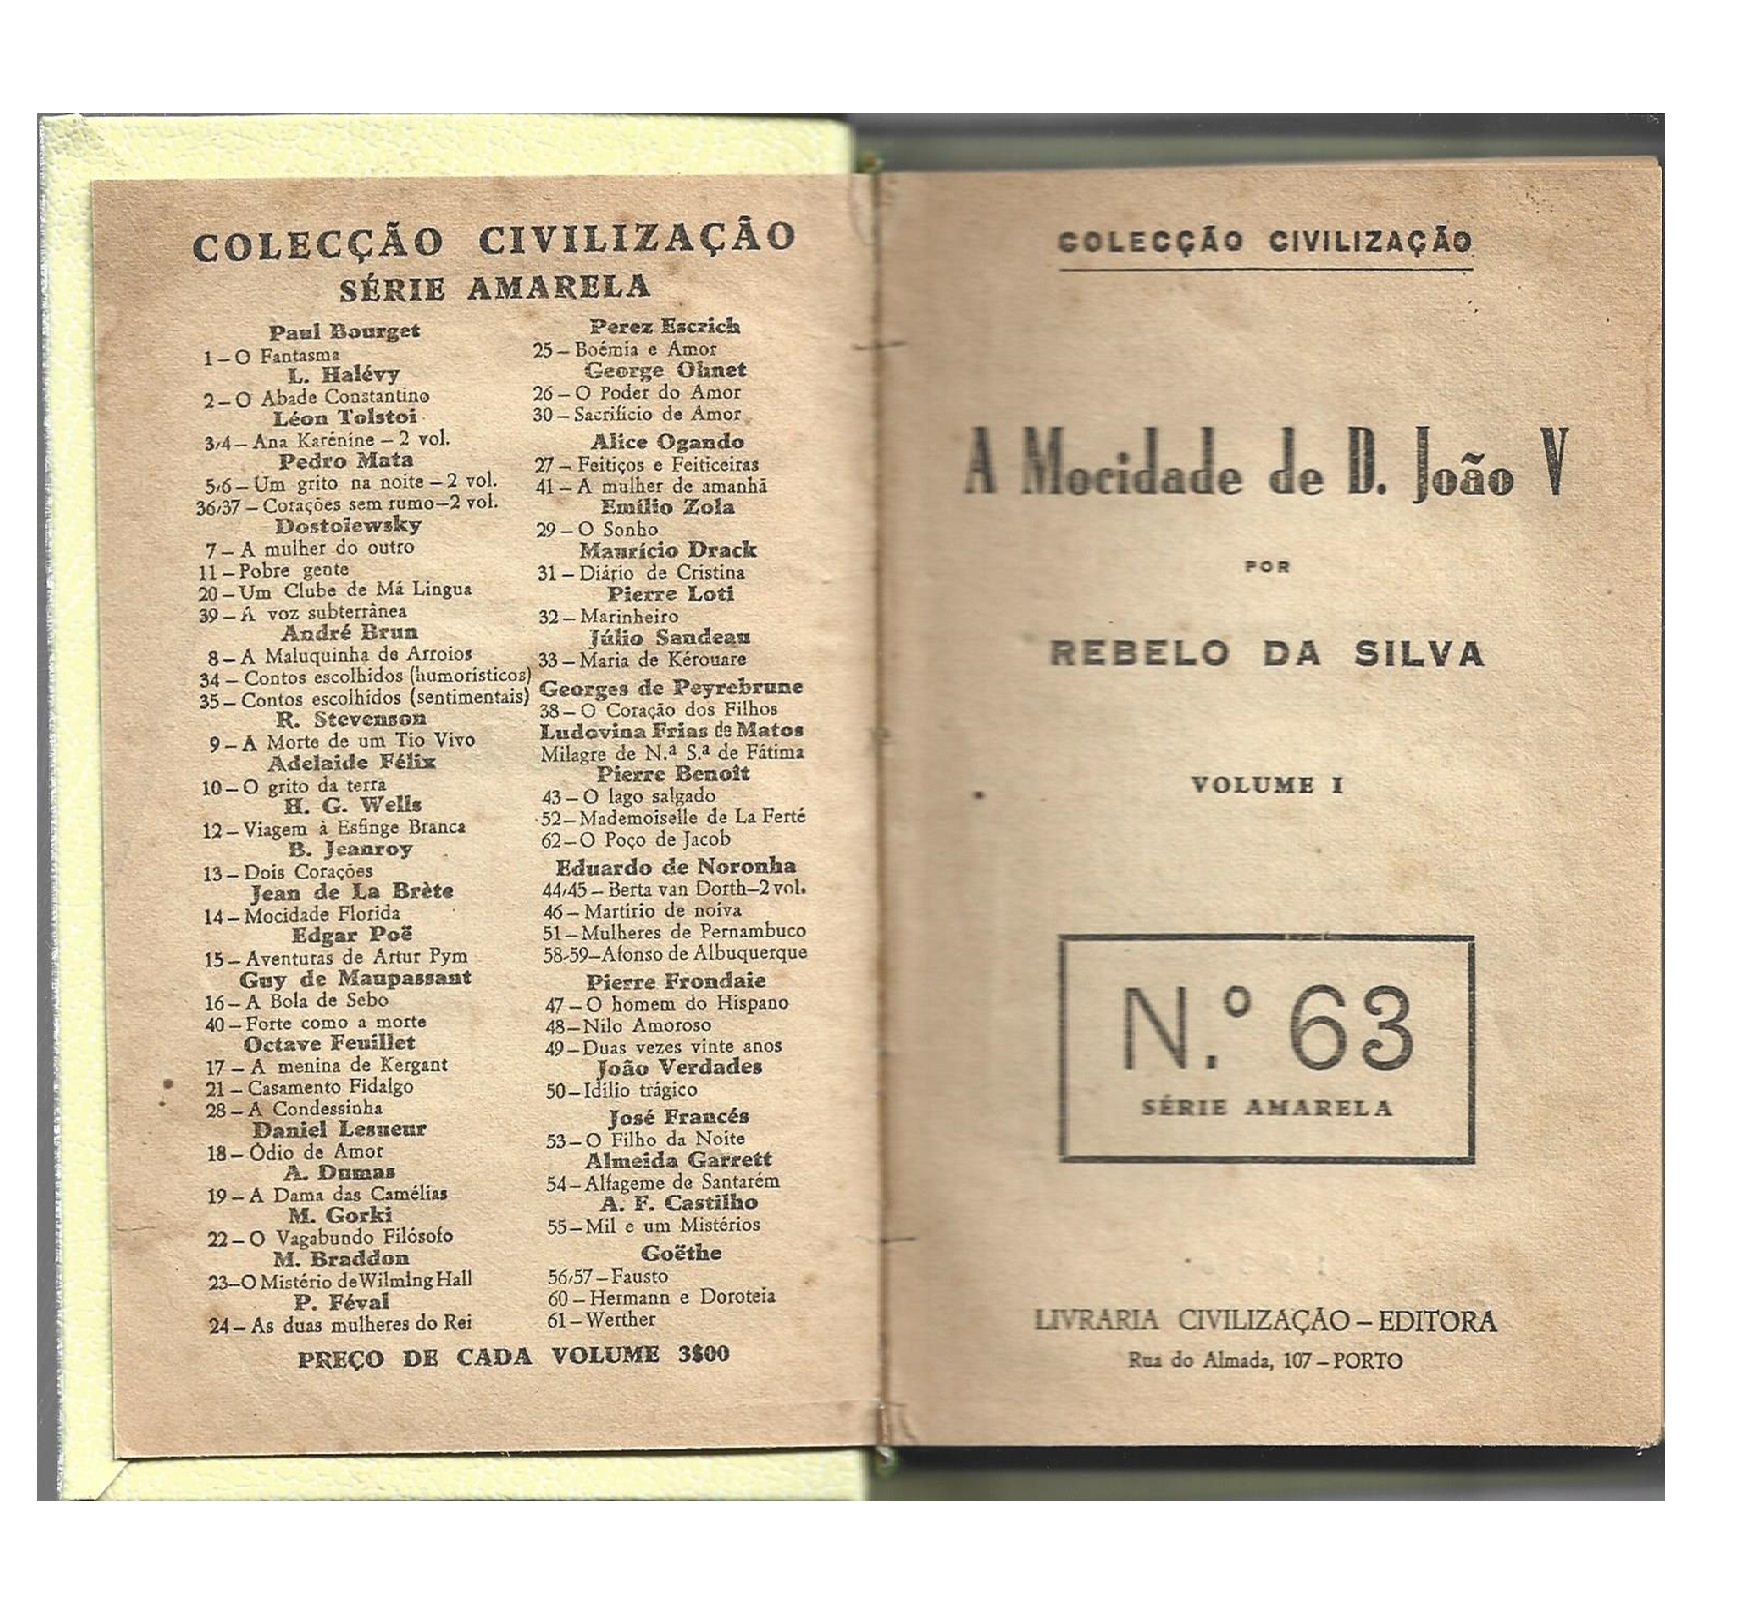 COLECÇÃO CIVILIZAÇÃO
SÉRIE AMARELA
Paul Bourget
1 – O Fantasma
L. Halévy
2 – O Abade Constantino
Léon Tolstoi
3/4 – Ana Karénine – 2 vol.
Pedro Mata
5/6 – Um grito na noite – 2 vol.
36/37 – Corações sem rumo – 2 vol.
Dostoiewsky
7 – A mulher do outro
11 – Pobre gente
20 – Um Clube de Má Lingua
39 – A voz subterrânea
André Brun
8 – A Maluquinha de Arroios
34 – Contos escolhidos (humorísticos)
35 – Contos escolhidos (sentimentais)
R. Stevenson
9 – A Morte de um Tio Vivo
Adelaide Félix
10 – O grito da terra
H. G. Wells
12 – Viagem à Esfinge Branca
B. Jeanroy
13 – Dois Corações
Jean de La Brète
14 – Mocidade Florida
Edgar Poë
15 – Aventuras de Artur Pym
Guy de Maupassant
16 – A Bola de Sebo
40 – Forte como a morte
Octave Feuillet
17 – A menina de Kergant
21 – Casamento Fidalgo
28 – A Condessinha
Daniel Lesueur
18 – Ódio de Amor
A. Dumas
19 – A Dama das Camélias
M. Gorki
22 – O Vagabundo Filósofo
M. Braddon
23 – O Mistério de Wilming Hall
P. Féval
24 – As duas mulheres do Rei
Perez Escrich
25 – Boémia e Amor
George Ohnet
26 – O Poder do Amor
30 – Sacrifício de Amor
Alice Ogando
27 – Feitiços e Feiticeiras
41 – A mulher de amanhã
Emílio Zola
29 – O Sonho
Maurício Drack
31 – Diário de Cristina
Pierre Loti
32 – Marinheiro
Júlio Sandeau
33 – Maria de Kérouare
Georges de Peyrebrune
38 – O Coração dos Filhos
Ludovina Frias de Matos
Milagre de N.ª S.ª de Fátima
Pierre Benoît
43 – O lago salgado
52 – Mademoiselle de La Ferté
62 – O Poço de Jacob
Eduardo de Noronha
44/45 – Berta van Dorth – 2 vol.
46 – Martírio de noiva
51 – Mulheres de Pernambuco
58-59 – Afonso de Albuquerque
Pierre Frondaie
47 – O homem do Hispano
48 – Nilo Amoroso
49 – Duas vezes vinte anos
João Verdades
50 – Idílio trágico
José Francés
53 – O Filho da Noite
Almeida Garrett
54 – Alfageme de Santarém
A. F. Castilho
55 – Mil e um Mistérios
Goëthe
56/57 – Fausto
60 – Hermann e Doroteia
61 – Werther
PREÇO DE CADA VOLUME 3$00
COLECÇÃO CIVILIZAÇÃO
A Mocidade de D. João V
POR
REBELO DA SILVA
VOLUME I
N.º 63
SÉRIE AMARELA
LIVRARIA CIVILIZAÇÃO – EDITORA
Rua do Almada, 107 – PORTO